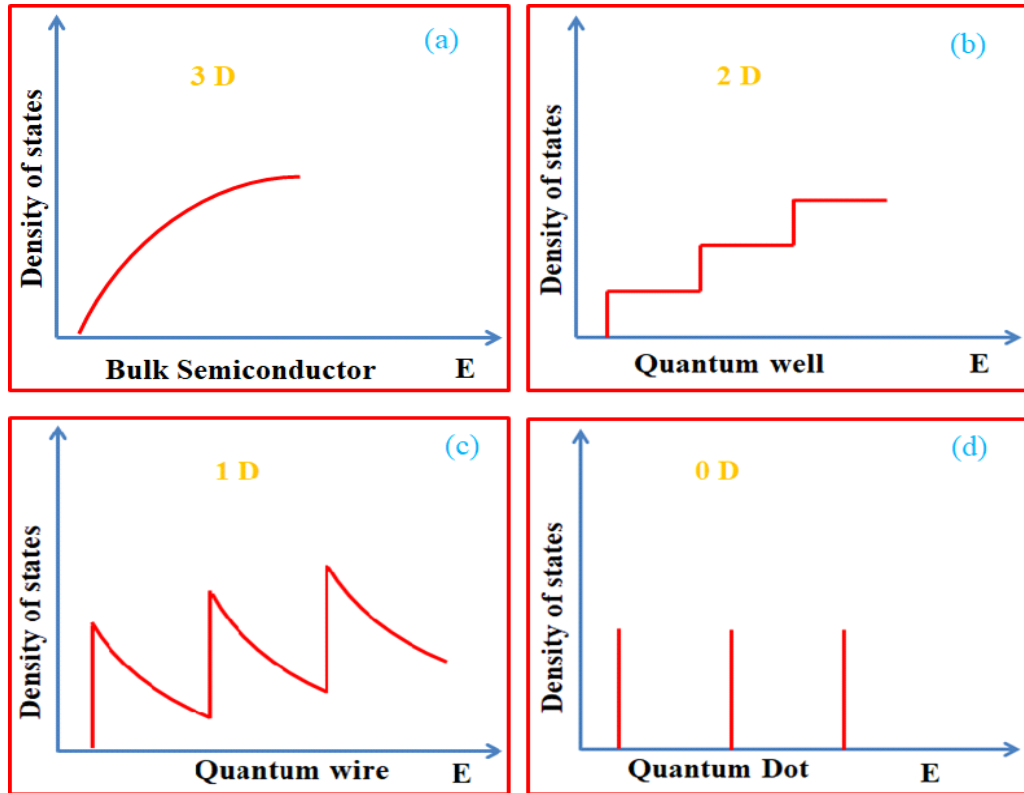 (a)
3 D
Density of states
Bulk Semiconductor E
(b)
2 D
Density of states
Quantum well E
(c)
1 D
Density of states
Quantum wire E
(d)
0 D
Density of states
Quantum Dot E